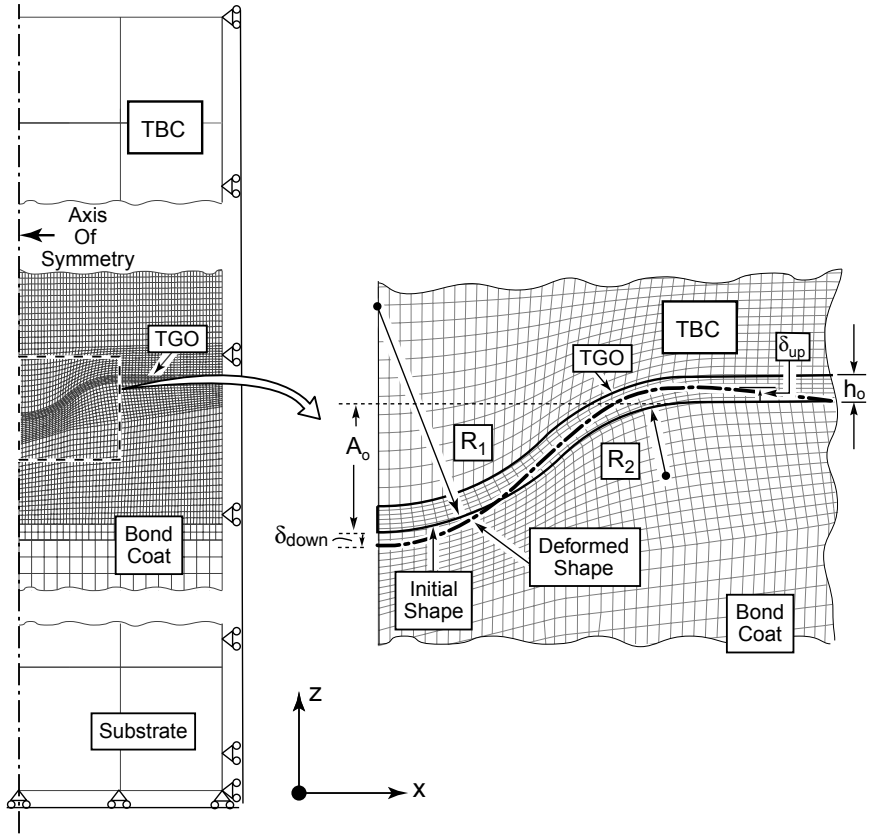 TBC
Axis
Of
Symmetry
TGO
Bond
Coat
Substrate
z
x
TBC
TGO
δup
ho
Ao
R1
R2
δdown
Deformed
Shape
Initial
Shape
Bond
Coat